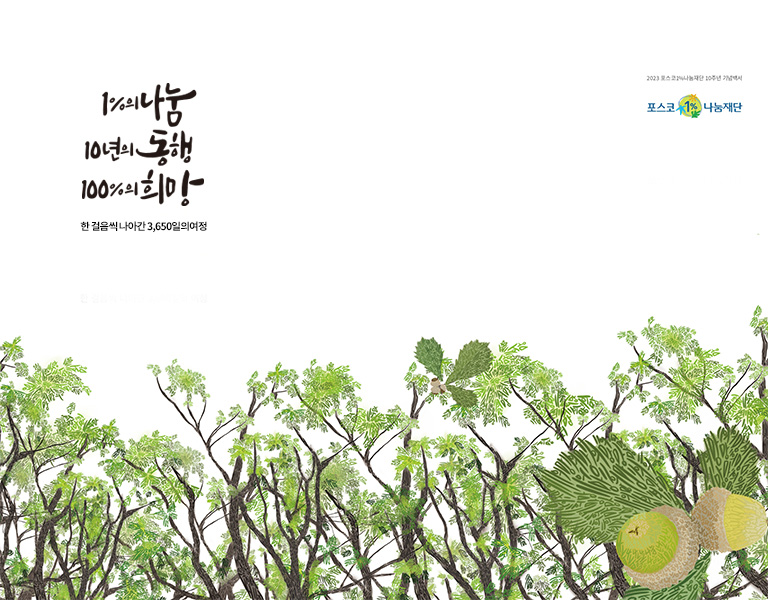 1%의 나눔
10년의 동행
100%의 희망
한 걸음씩 나아간 3,650일의여정
2023 포스코1%나눔재단 10주년 기념백서
포스코 1% 나눔재단